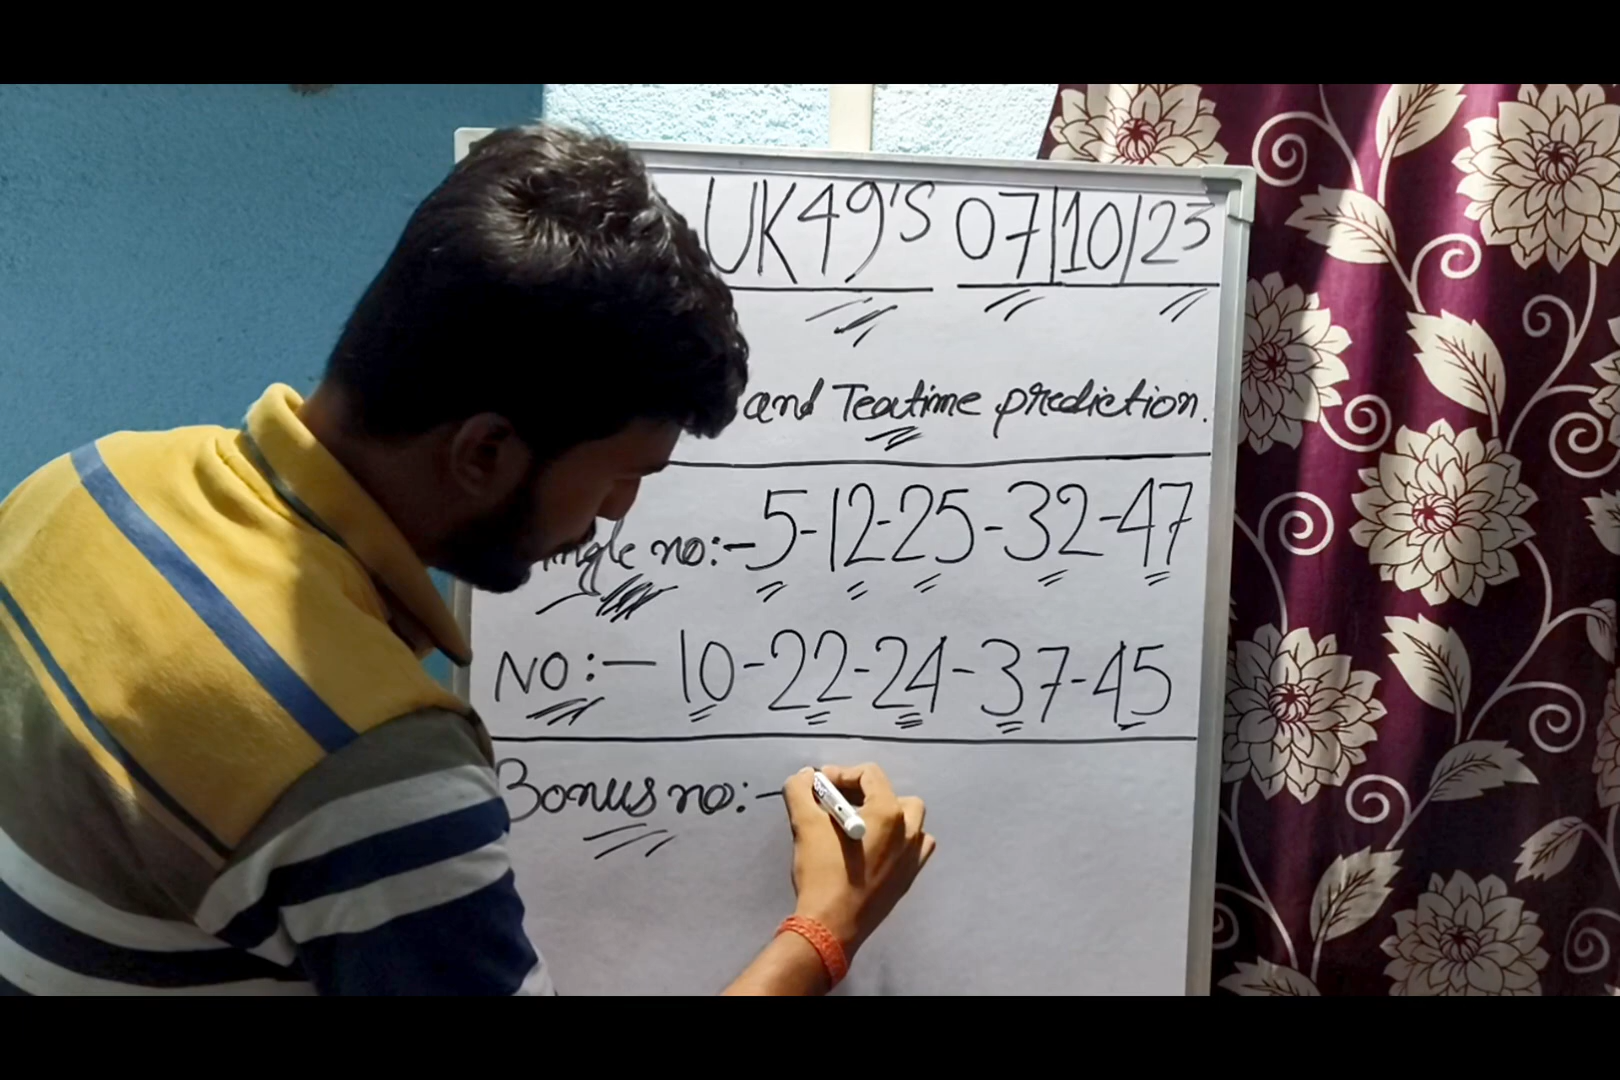 UK49'S 07|10|23
and Teatime prediction.
no:- 5-12-25-32-47
NO:- 10-22-24-37-45
Bonus no:-